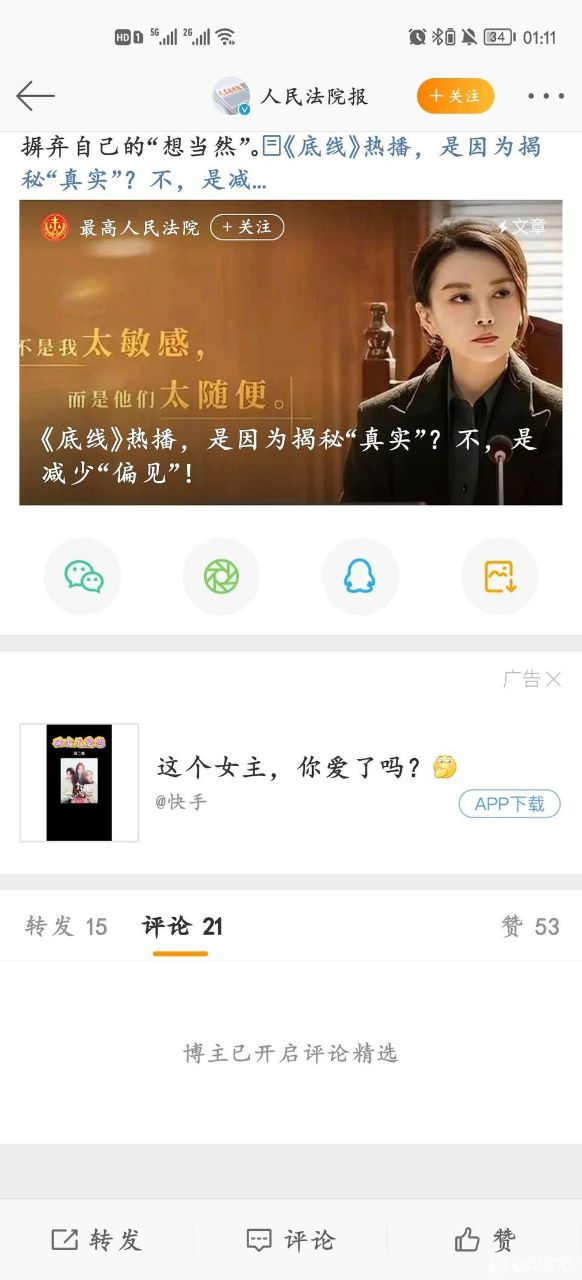 HD 1 5G 2G 34 01:11
人民法院报
+ 关注
摒弃自己的“想当然”。《底线》热播，是因为揭
秘“真实”？不，是减...
最高人民法院 + 关注 文章
不是我太敏感，
而是他们太随便。
《底线》热播，是因为揭秘“真实”？不，是
减少“偏见”！
广告
这个女主，你爱了吗？
@快手
APP下载
转发 15 评论 21 赞 53
博主已开启评论精选
转发 评论 赞